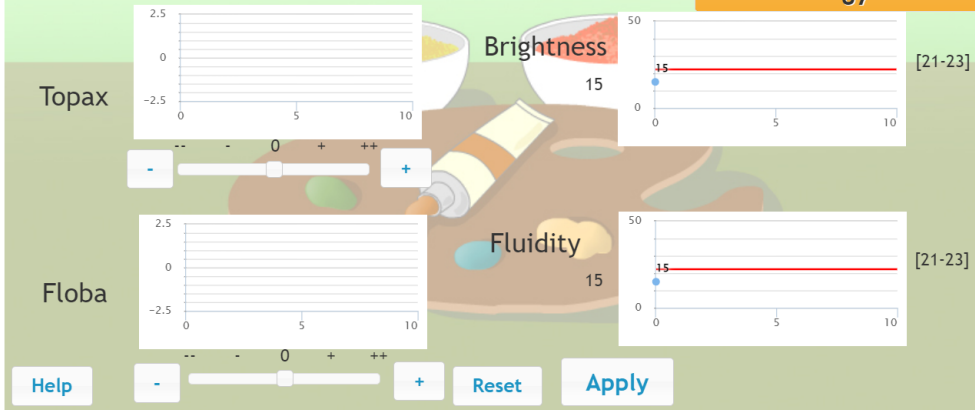 Topax
2.5
0
−2.5
0 5 10
-- - 0 + ++
- +
Brightness
15
50
15
0
0 5 10
[21-23]
Floba
2.5
0
−2.5
0 5 10
-- - 0 + ++
- +
Fluidity
15
50
15
0
0 5 10
[21-23]
Help
Reset
Apply